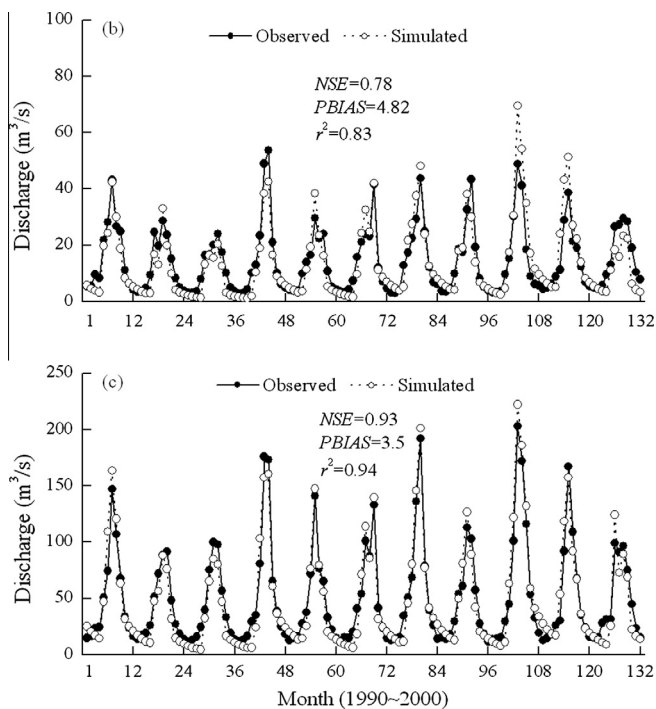 (b)
Observed Simulated
NSE=0.78
PBIAS=4.82
r²=0.83
Discharge (m³/s)
100
80
60
40
20
0
1 12 24 36 48 60 72 84 96 108 120 132
(c)
Observed Simulated
NSE=0.93
PBIAS=3.5
r²=0.94
Discharge (m³/s)
250
200
150
100
50
0
1 12 24 36 48 60 72 84 96 108 120 132
Month (1990~2000)